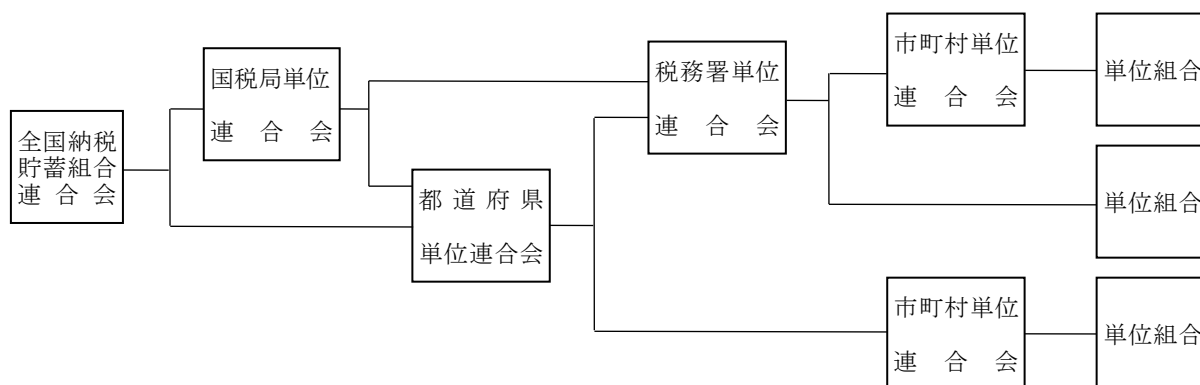 全国納税
貯蓄組合
連合会
国税局単位
連合会
都道府県
単位連合会
税務署単位
連合会
市町村単位
連合会
単位組合
単位組合
市町村単位
連合会
単位組合